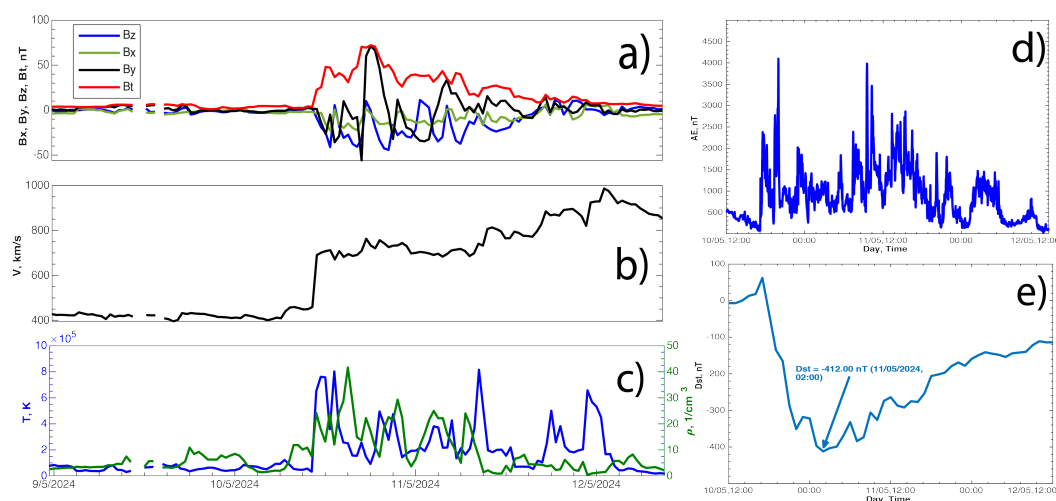 a)
Bx, By, Bz, Bt, nT
100
50
0
-50
Bz
Bx
By
Bt
b)
V, km/s
1000
800
600
400
c)
× 10⁵
T, K
10
8
6
4
2
0
ρ, 1/cm³
50
40
30
20
10
0
9/5/2024
10/5/2024
11/5/2024
12/5/2024
d)
AE, nT
4500
4000
3500
3000
2500
2000
1500
1000
500
10/05,12:00
00:00
11/05,12:00
00:00
12/05,12:00
Day, Time
e)
Dst, nT
100
0
-100
-200
-300
-400
Dst = -412.00 nT (11/05/2024,
02:00)
10/05,12:00
00:00
11/05,12:00
00:00
12/05,12:00
Day, Time